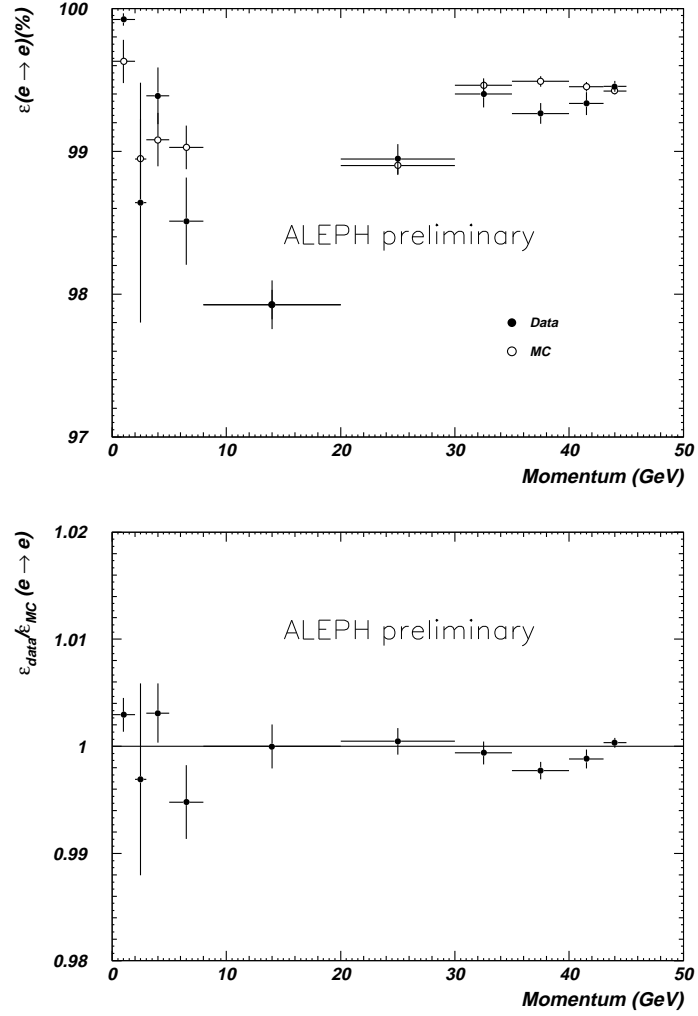 ε(e → e)(%)
100
99
98
97
ALEPH preliminary
Data
MC
0 10 20 30 40 50
Momentum (GeV)
ε_data/ε_MC (e → e)
1.02
1.01
1
0.99
0.98
ALEPH preliminary
0 10 20 30 40 50
Momentum (GeV)